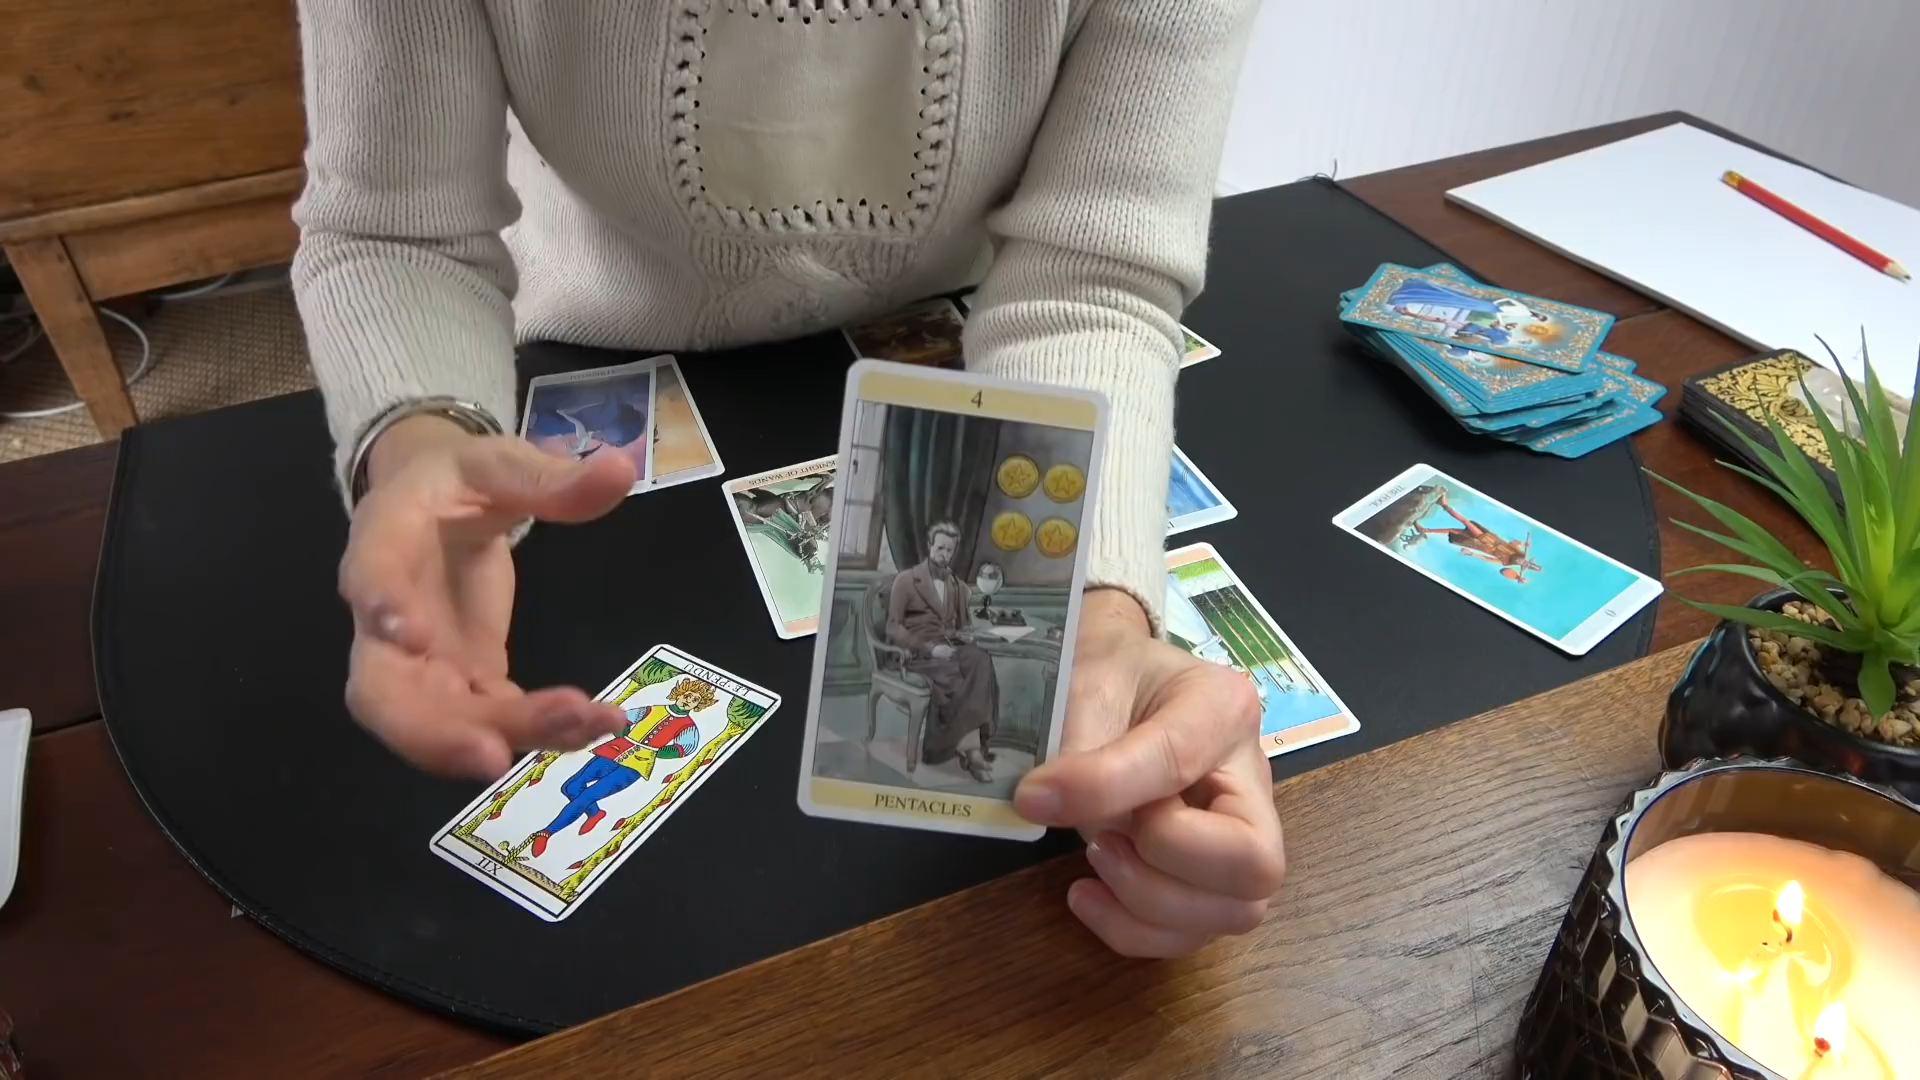 4
PENTACLES
KNIGHT OF WANDS
THE FOOL
0
LE·PENDU
XII
6